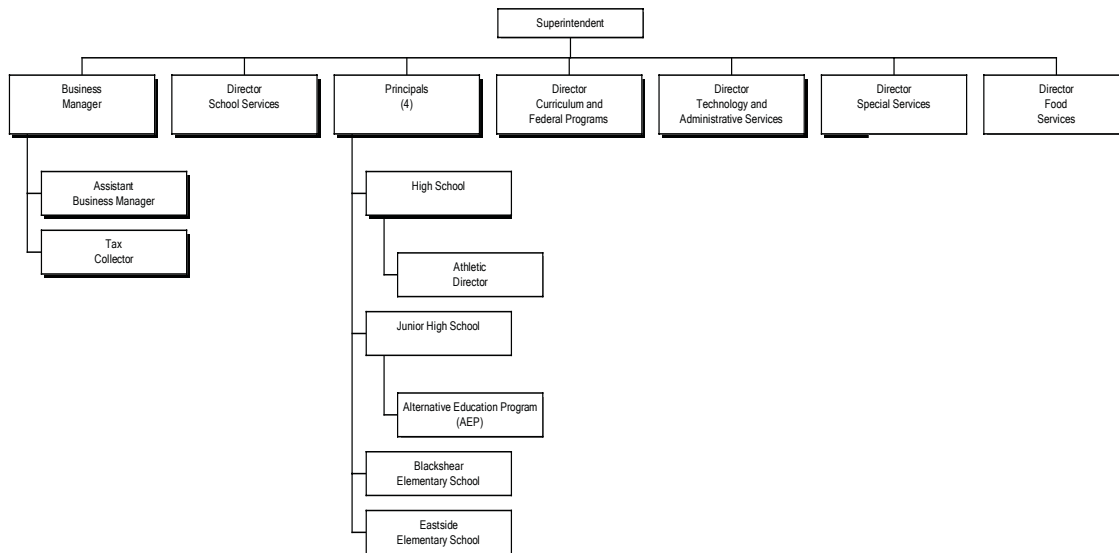 Superintendent
Business
Manager
Director
School Services
Principals
(4)
Director
Curriculum and
Federal Programs
Director
Technology and
Administrative Services
Director
Special Services
Director
Food
Services
Assistant
Business Manager
Tax
Collector
High School
Athletic
Director
Junior High School
Alternative Education Program
(AEP)
Blackshear
Elementary School
Eastside
Elementary School